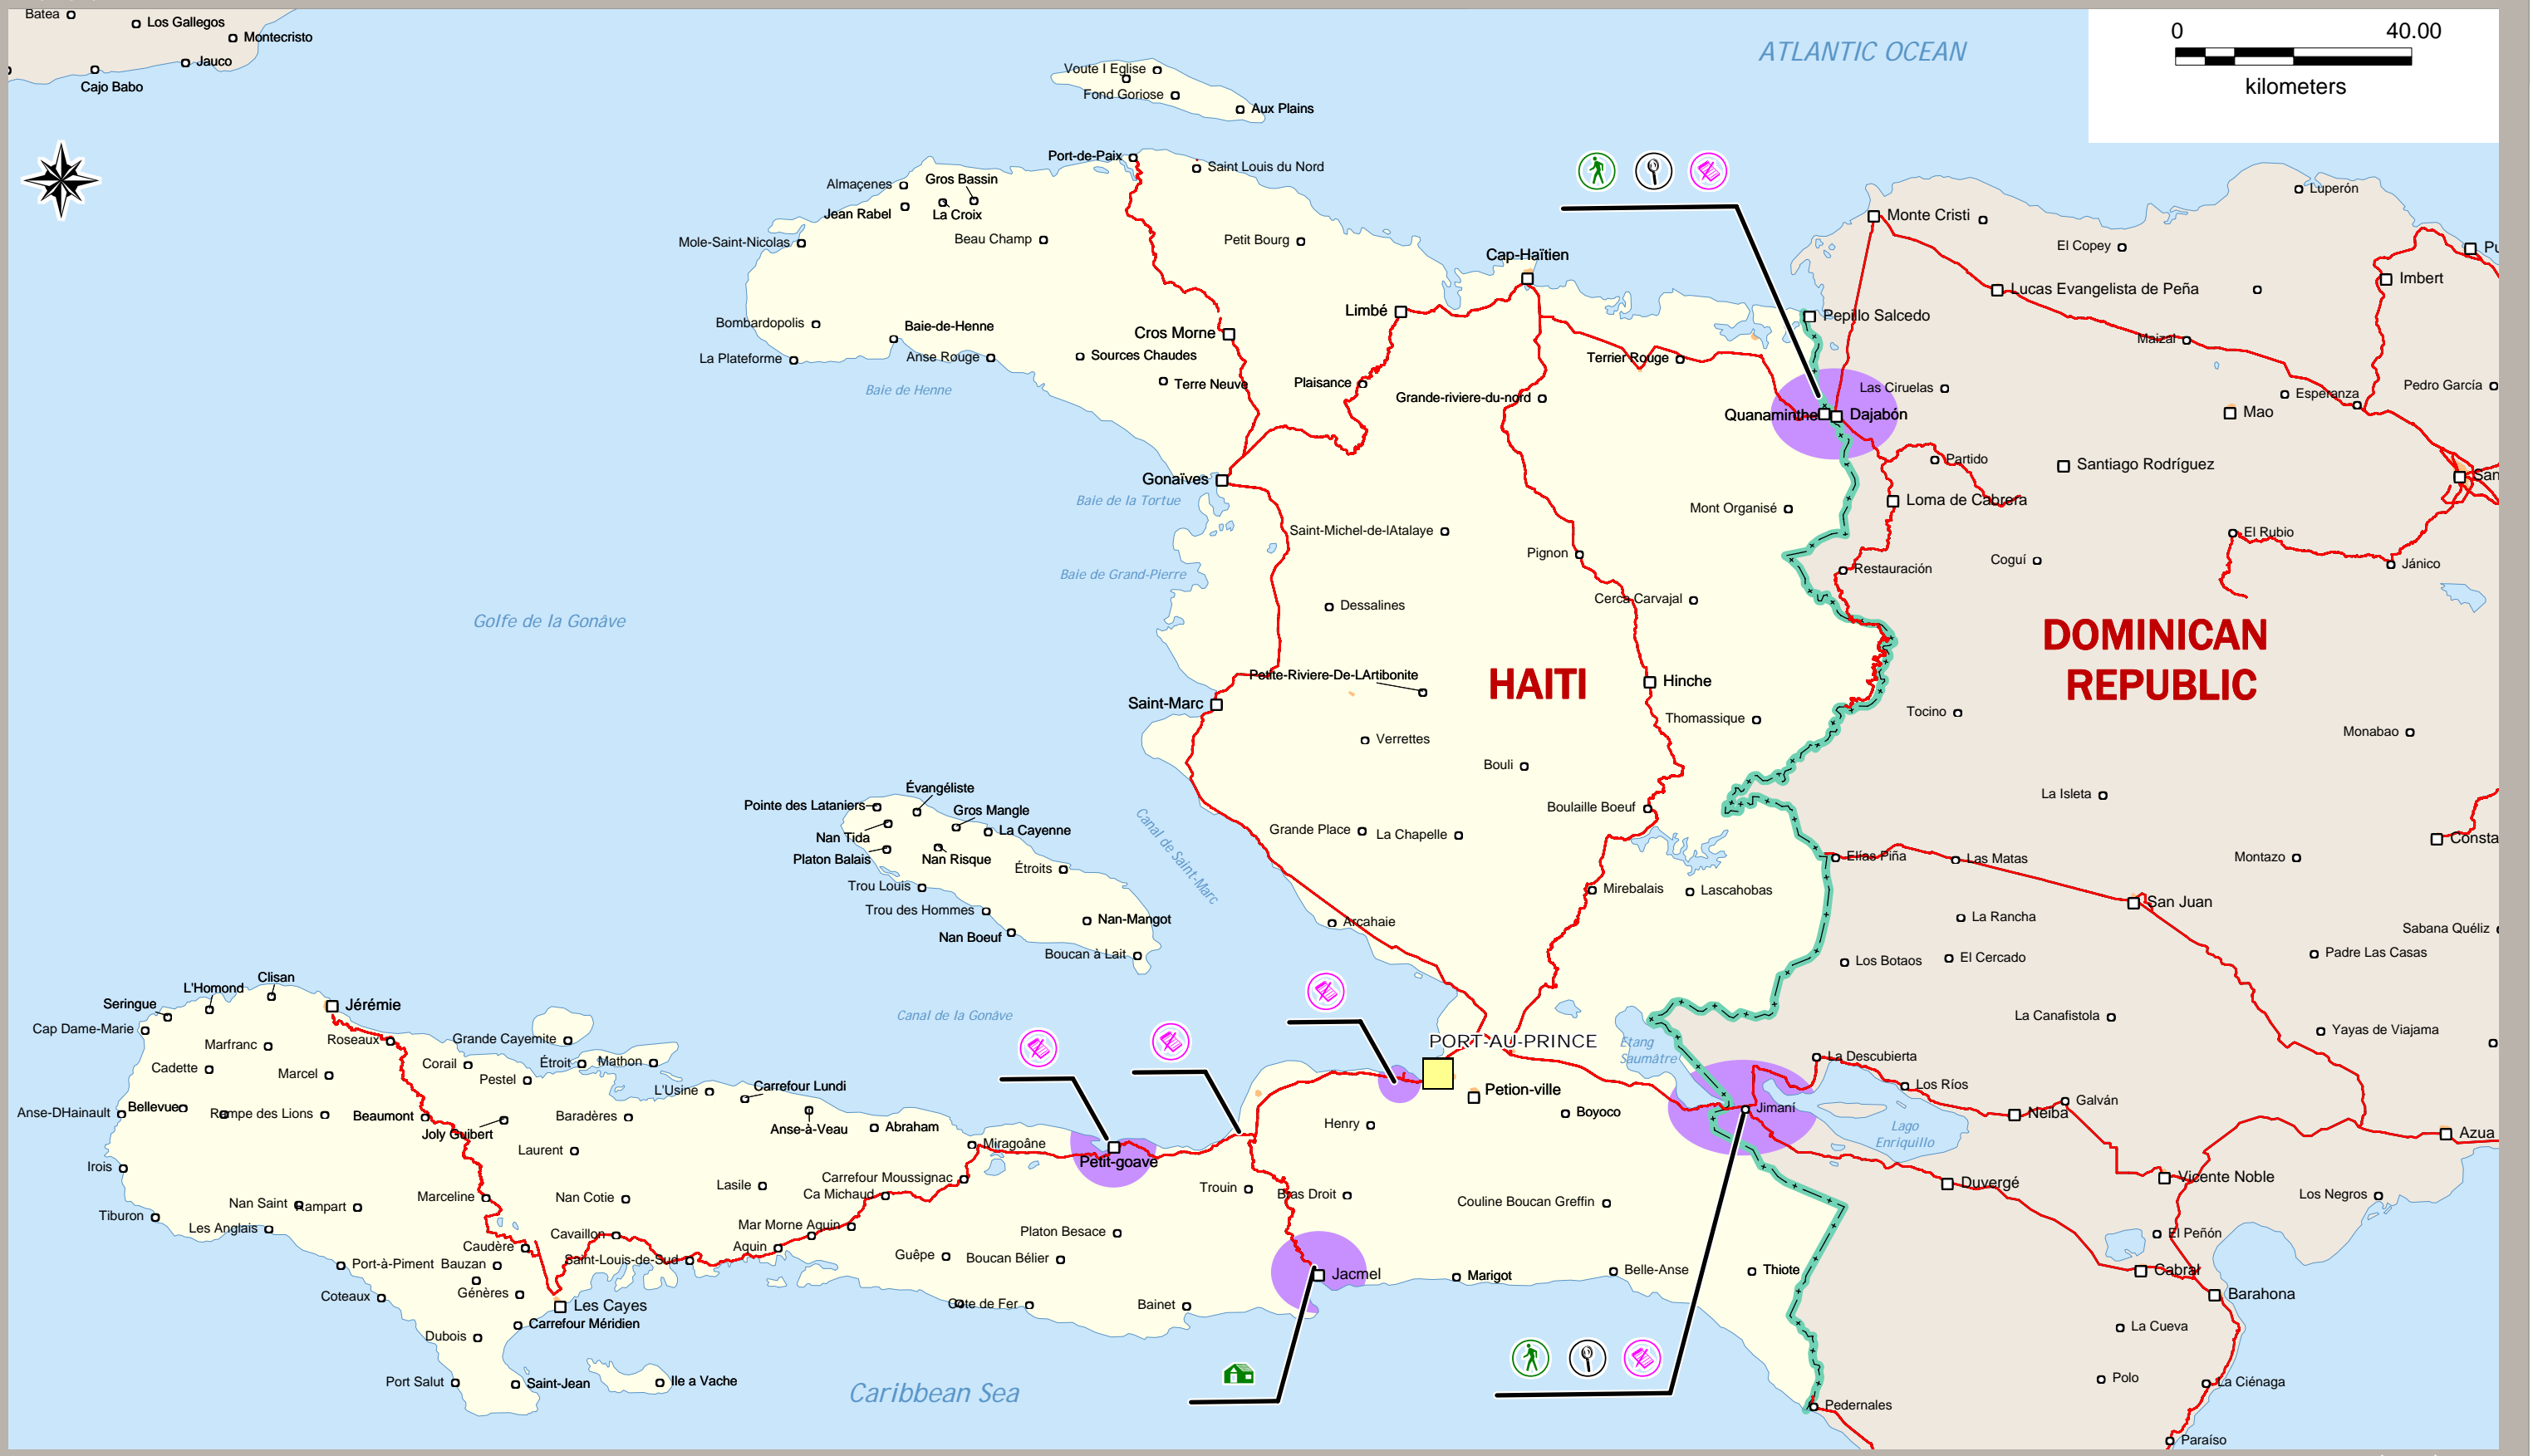 Batea
Los Gallegos
Montecristo
Jauco
Cajo Babo
ATLANTIC OCEAN
0 40.00
kilometers
Voute I Eglise
Fond Goriose
Aux Plains
Port-de-Paix
Saint Louis du Nord
Almaçenes
Gros Bassin
Jean Rabel
La Croix
Mole-Saint-Nicolas
Beau Champ
Petit Bourg
Cap-Haïtien
Monte Cristi
Luperón
El Copey
Imbert
Lucas Evangelista de Peña
Bombardopolis
Baie-de-Henne
La Plateforme
Anse Rouge
Sources Chaudes
Cros Morne
Limbé
Terre Neuve
Plaisance
Terrier Rouge
Pepillo Salcedo
Maizal
Baie de Henne
Grande-riviere-du-nord
Las Ciruelas
Pedro García
Esperanza
Quanaminthe
Dajabón
Mao
Partido
Santiago Rodríguez
San
Gonaïves
Baie de la Tortue
Mont Organisé
Loma de Cabrera
Saint-Michel-de-lAtalaye
Pignon
El Rubio
Baie de Grand-Pierre
Restauración
Coguí
Jánico
Dessalines
Cerca Carvajal
Golfe de la Gonâve
DOMINICAN
REPUBLIC
HAITI
Petite-Riviere-De-LArtibonite
Hinche
Saint-Marc
Thomassique
Tocino
Verrettes
Monabao
Bouli
Évangéliste
Pointe des Lataniers
Gros Mangle
La Cayenne
Nan Tida
Platon Balais
Nan Risque
Étroits
Trou Louis
Trou des Hommes
Nan-Mangot
Nan Boeuf
Boucan à Lait
Canal de Saint-Marc
Boulaille Boeuf
La Isleta
Grande Place
La Chapelle
Consta
Elías Piña
Las Matas
Montazo
Mirebalais
Lascahobas
San Juan
Arcahaie
La Rancha
Sabana Quéliz
Padre Las Casas
Los Botaos
El Cercado
Clisan
L'Homond
Seringue
Jérémie
Cap Dame-Marie
Canal de la Gonâve
La Canafistola
Yayas de Viajama
Marfranc
Roseaux
Grande Cayemite
PORT-AU-PRINCE
Etang
Saumâtre
La Descubierta
Cadette
Marcel
Corail
Étroit
Mathon
Pestel
L'Usine
Carrefour Lundi
Petion-ville
Los Ríos
Galván
Neiba
Anse-DHainault
Bellevue
Rampe des Lions
Beaumont
Baradères
Anse-à-Veau
Abraham
Boyoco
Jimaní
Henry
Joly Guibert
Lago
Enriquillo
Azua
Laurent
Miragoâne
Petit-goave
Irois
Carrefour Moussignac
Lasile
Ca Michaud
Trouin
Bras Droit
Couline Boucan Greffin
Duvergé
Vicente Noble
Los Negros
Nan Saint
Rampart
Marceline
Nan Cotie
Tiburon
Les Anglais
Mar Morne Aquin
Platon Besace
Cavaillon
El Peñón
Caudère
Aquin
Guêpe
Boucan Bélier
Port-à-Piment
Bauzan
Saint-Louis-de-Sud
Jacmel
Marigot
Belle-Anse
Thiote
Cabral
Coteaux
Génères
Les Cayes
Cote de Fer
Bainet
Barahona
Carrefour Méridien
Dubois
La Cueva
Port Salut
Saint-Jean
Ile a Vache
Caribbean Sea
Polo
La Ciénaga
Pedernales
Paraíso